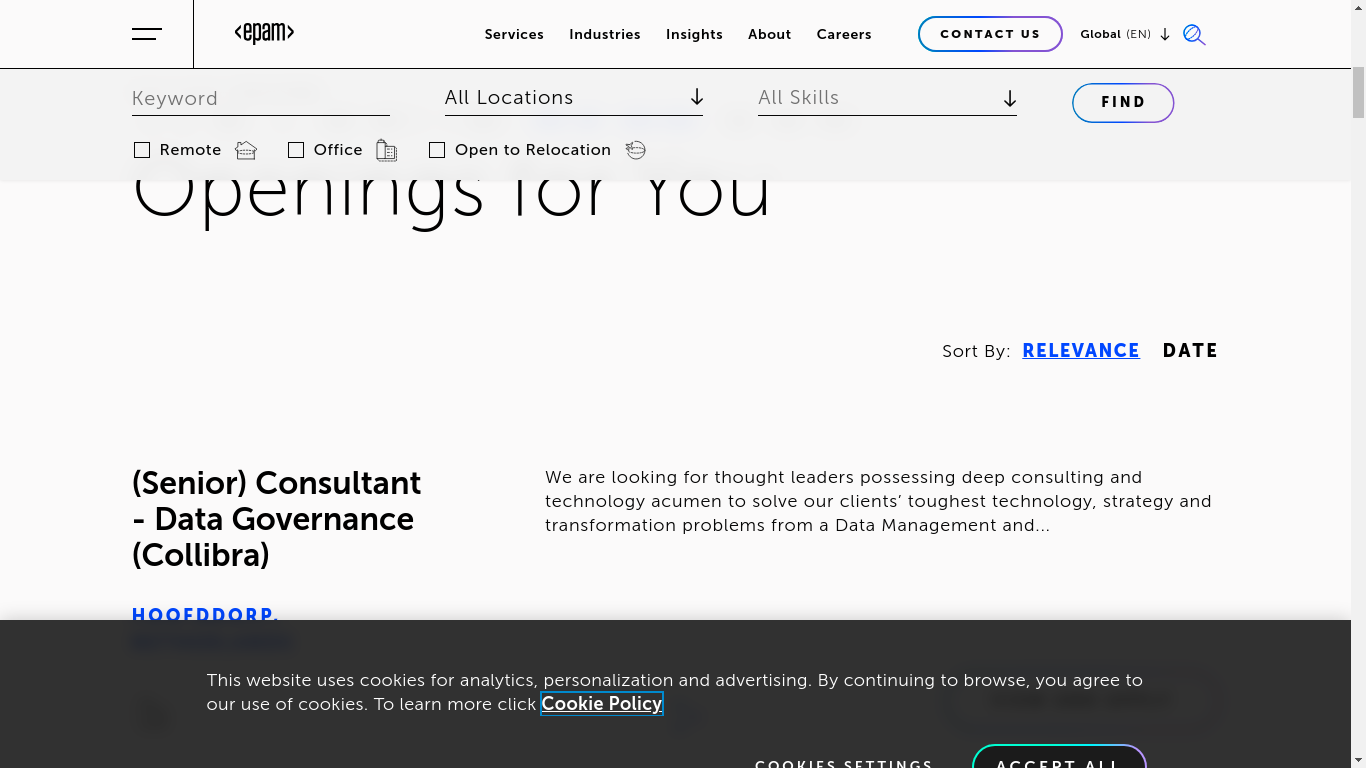 <epam>
Services Industries Insights About Careers CONTACT US Global (EN)
Keyword All Locations All Skills FIND
Remote Office Open to Relocation
Openings for You
Sort By: RELEVANCE DATE
(Senior) Consultant
- Data Governance
(Collibra)
We are looking for thought leaders possessing deep consulting and
technology acumen to solve our clients’ toughest technology, strategy and
transformation problems from a Data Management and...
HOOFDDORP,
This website uses cookies for analytics, personalization and advertising. By continuing to browse, you agree to
our use of cookies. To learn more click Cookie Policy
COOKIES SETTINGS ACCEPT ALL